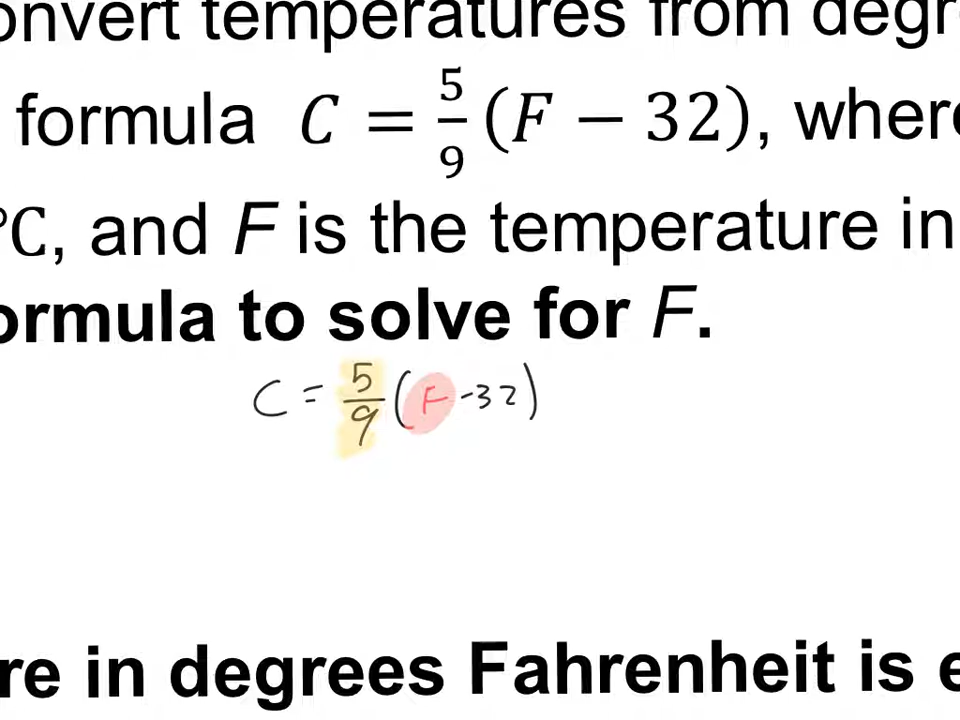 onvert temperatures from degr
formula C = 5/9 (F − 32), where
°C, and F is the temperature in
ormula to solve for F.
C = 5/9 (F - 32)
re in degrees Fahrenheit is e